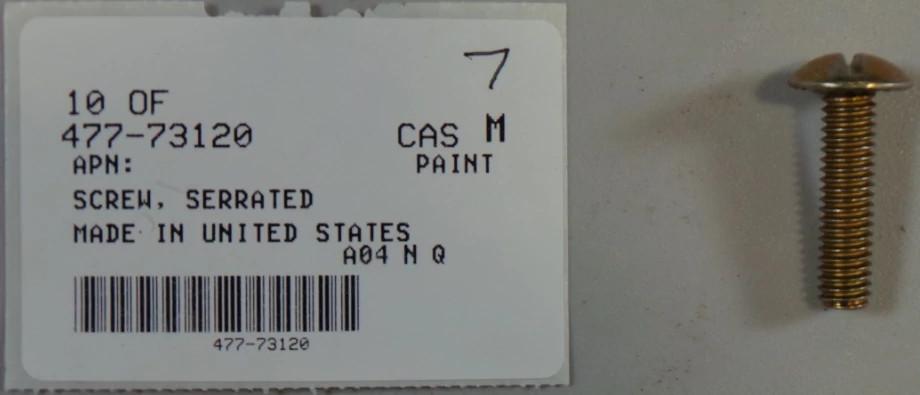 7
10 OF
477-73120 CAS M
APN: PAINT
SCREW, SERRATED
MADE IN UNITED STATES
A04 N Q
477-73120